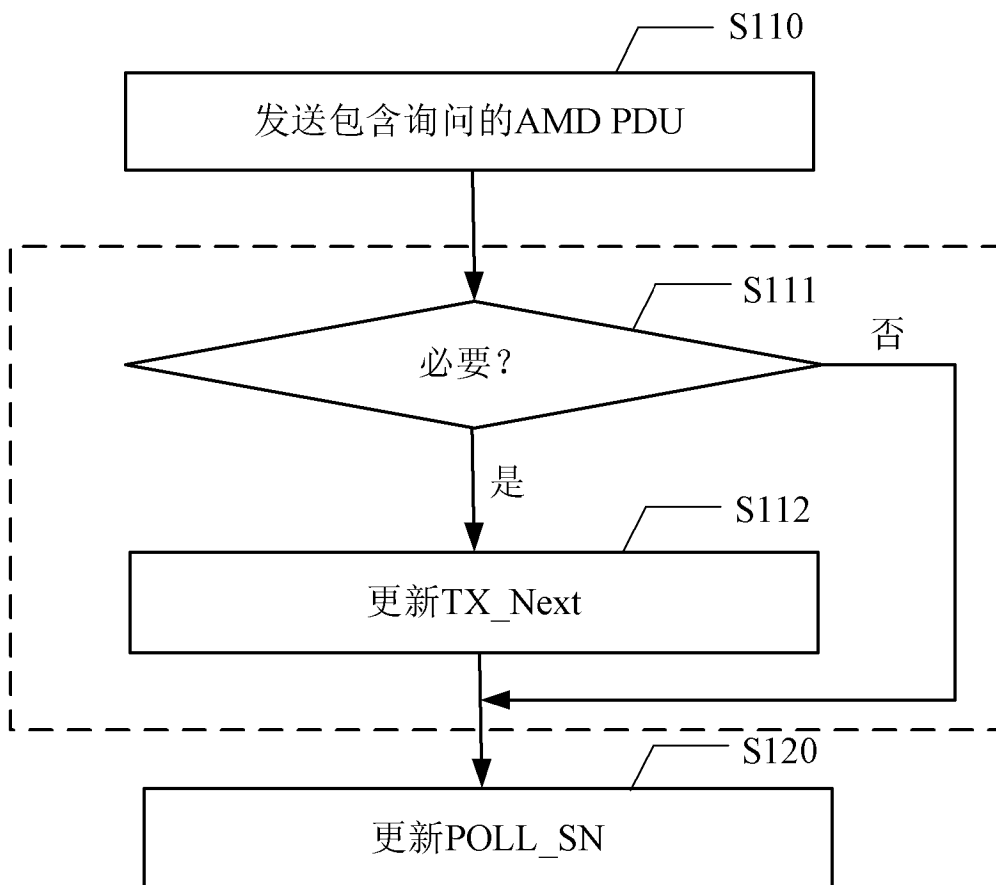 S110
发送包含询问的AMD PDU
S111
必要?
否
是
S112
更新TX_Next
S120
更新POLL_SN